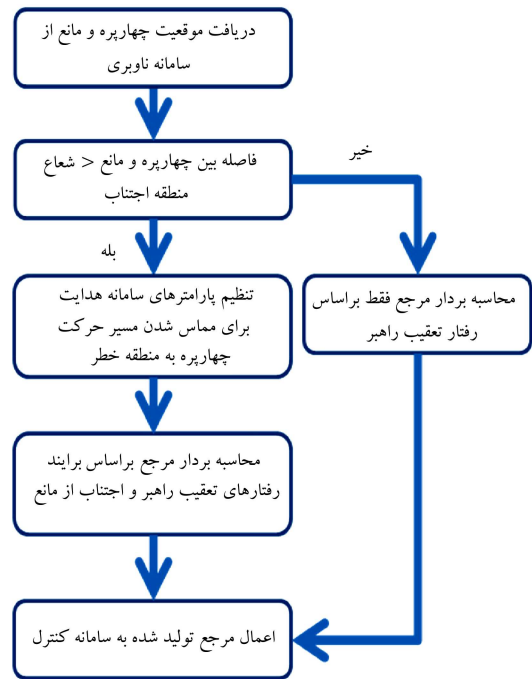 دریافت موقعیت چهارپره و مانع از
سامانه ناوبری
فاصله بین چهارپره و مانع < شعاع
منطقه اجتناب
خیر
بله
تنظیم پارامترهای سامانه هدایت
برای مماس شدن مسیر حرکت
چهارپره به منطقه خطر
محاسبه بردار مرجع فقط براساس
رفتار تعقیب راهبر
محاسبه بردار مرجع براساس برایند
رفتارهای تعقیب راهبر و اجتناب از مانع
اعمال مرجع تولید شده به سامانه کنترل